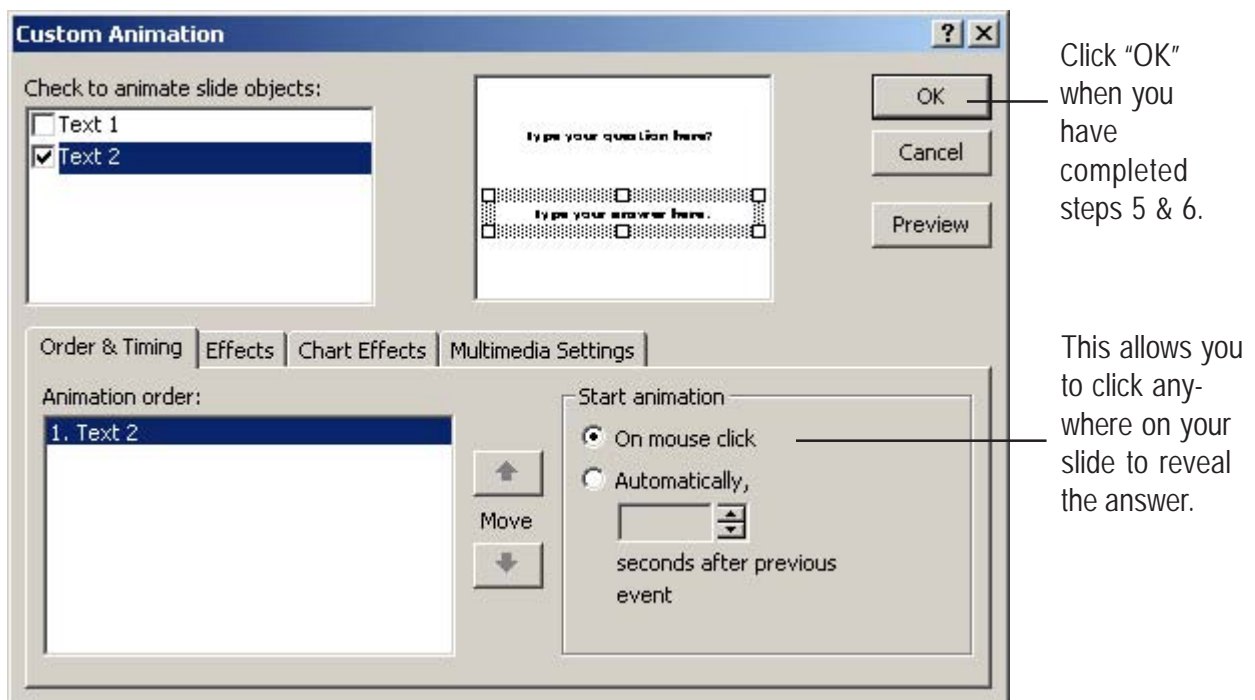 Custom Animation
Check to animate slide objects:
Text 1
Text 2
Type your question here?
Type your answer here.
OK
Cancel
Preview
Click “OK”
when you
have
completed
steps 5 & 6.
Order & Timing
Effects
Chart Effects
Multimedia Settings
Animation order:
1. Text 2
Move
Start animation
On mouse click
Automatically,
seconds after previous
event
This allows you
to click any-
where on your
slide to reveal
the answer.